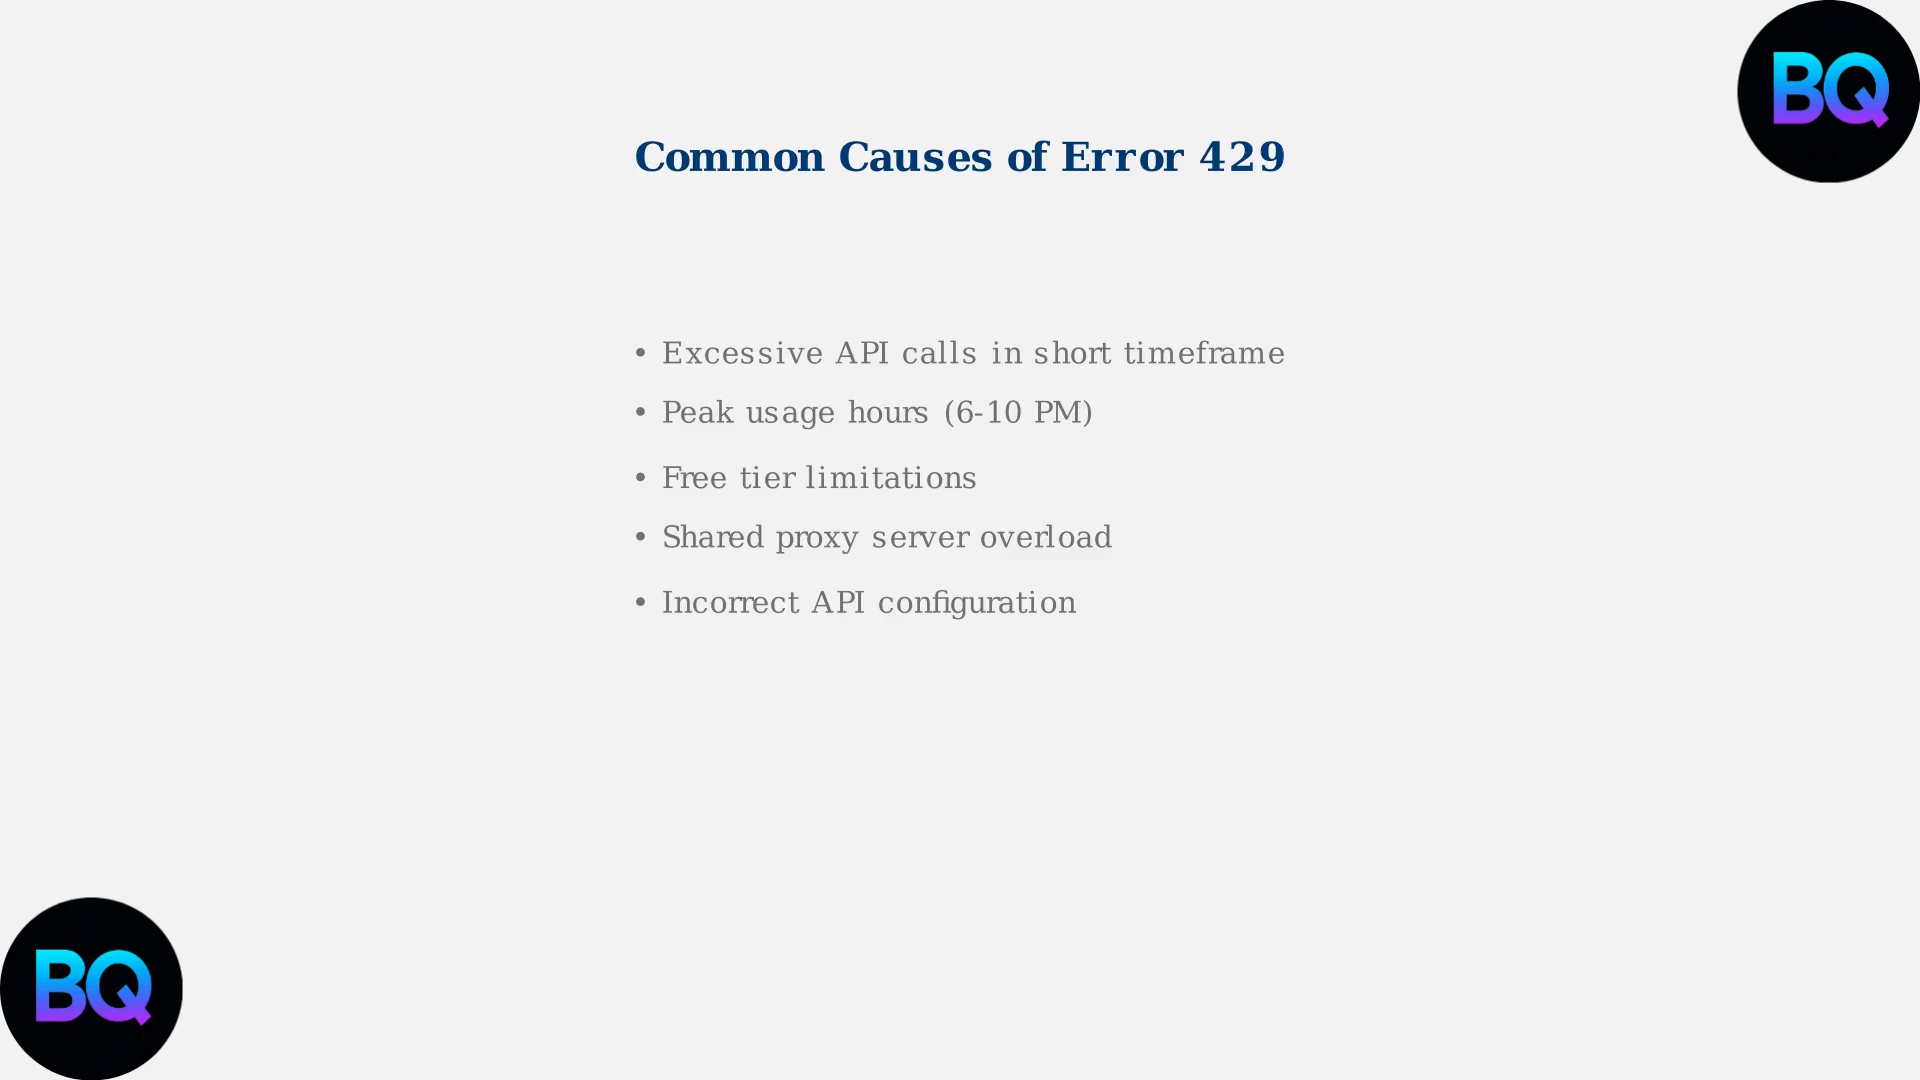 BQ
Common Causes of Error 429
• Excessive API calls in short timeframe
• Peak usage hours (6-10 PM)
• Free tier limitations
• Shared proxy server overload
• Incorrect API configuration
BQ